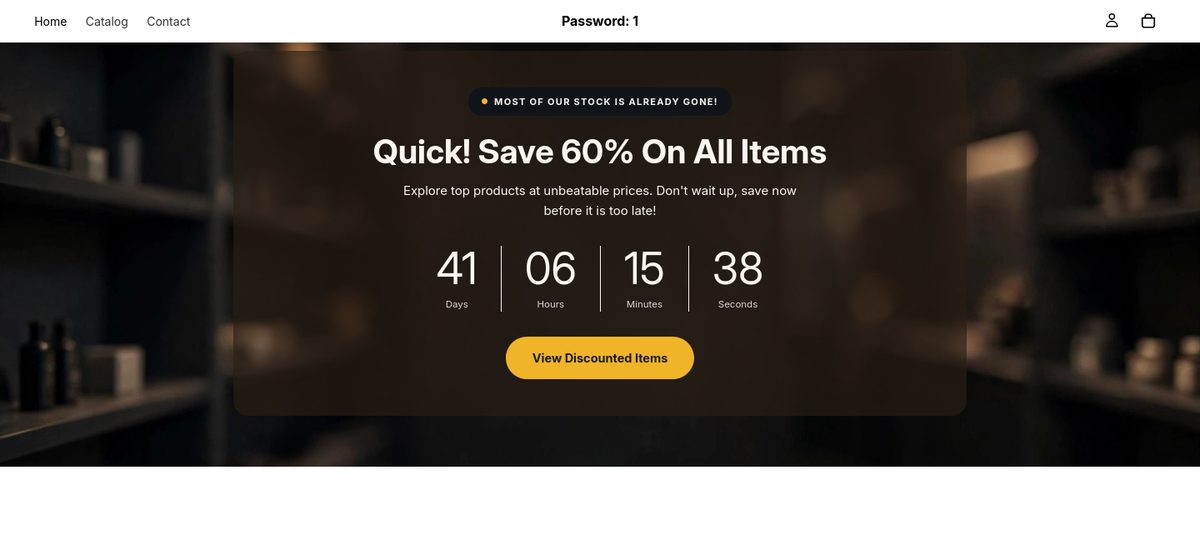 Home Catalog Contact Password: 1
MOST OF OUR STOCK IS ALREADY GONE!
Quick! Save 60% On All Items
Explore top products at unbeatable prices. Don't wait up, save now
before it is too late!
41 06 15 38
Days Hours Minutes Seconds
View Discounted Items